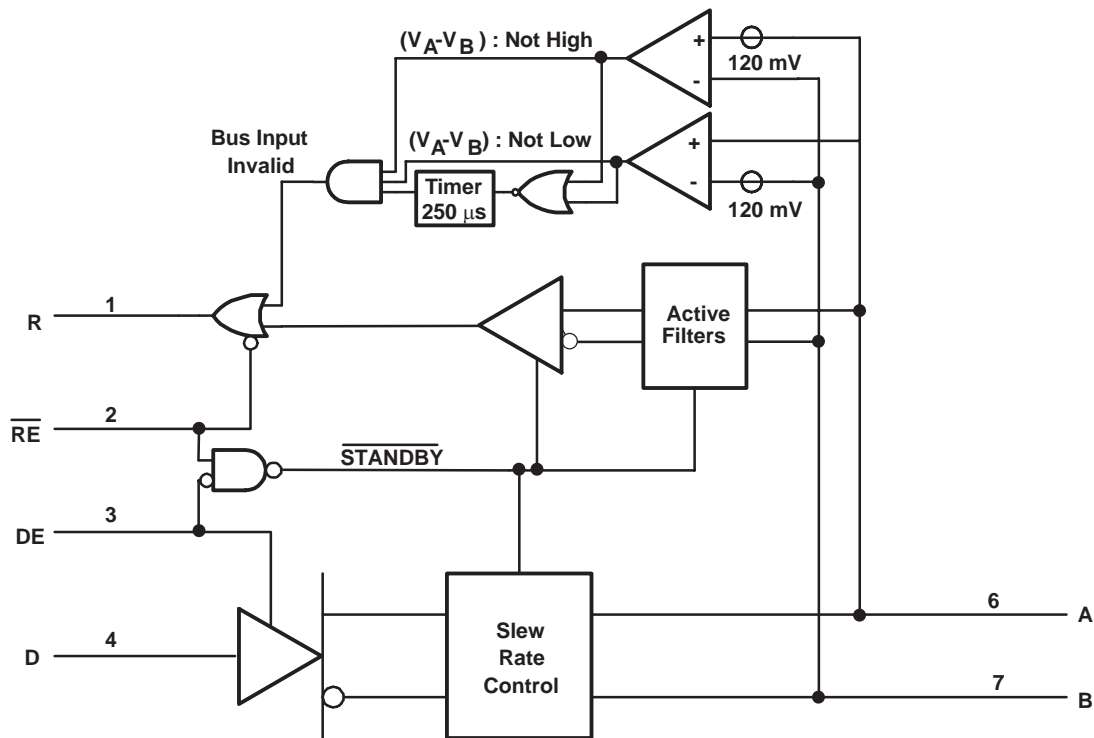 (VA-VB) : Not High
+
120 mV
-
Bus Input
Invalid
(VA-VB) : Not Low
+
Timer
250 μs
-
120 mV
R
1
Active
Filters
RE
2
STANDBY
DE
3
6
A
D
4
Slew
Rate
Control
7
B